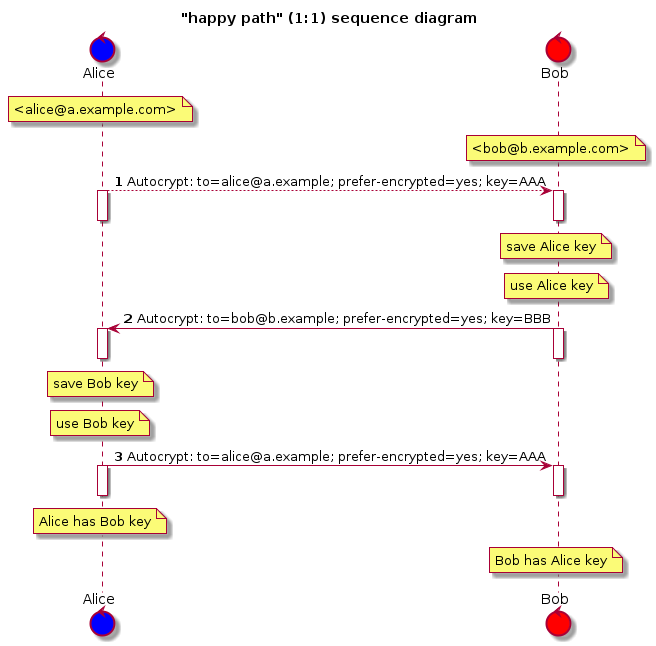 "happy path" (1:1) sequence diagram
Alice
Bob
<alice@a.example.com>
<bob@b.example.com>
1 Autocrypt: to=alice@a.example; prefer-encrypted=yes; key=AAA
save Alice key
use Alice key
2 Autocrypt: to=bob@b.example; prefer-encrypted=yes; key=BBB
save Bob key
use Bob key
3 Autocrypt: to=alice@a.example; prefer-encrypted=yes; key=AAA
Alice has Bob key
Bob has Alice key
Alice
Bob